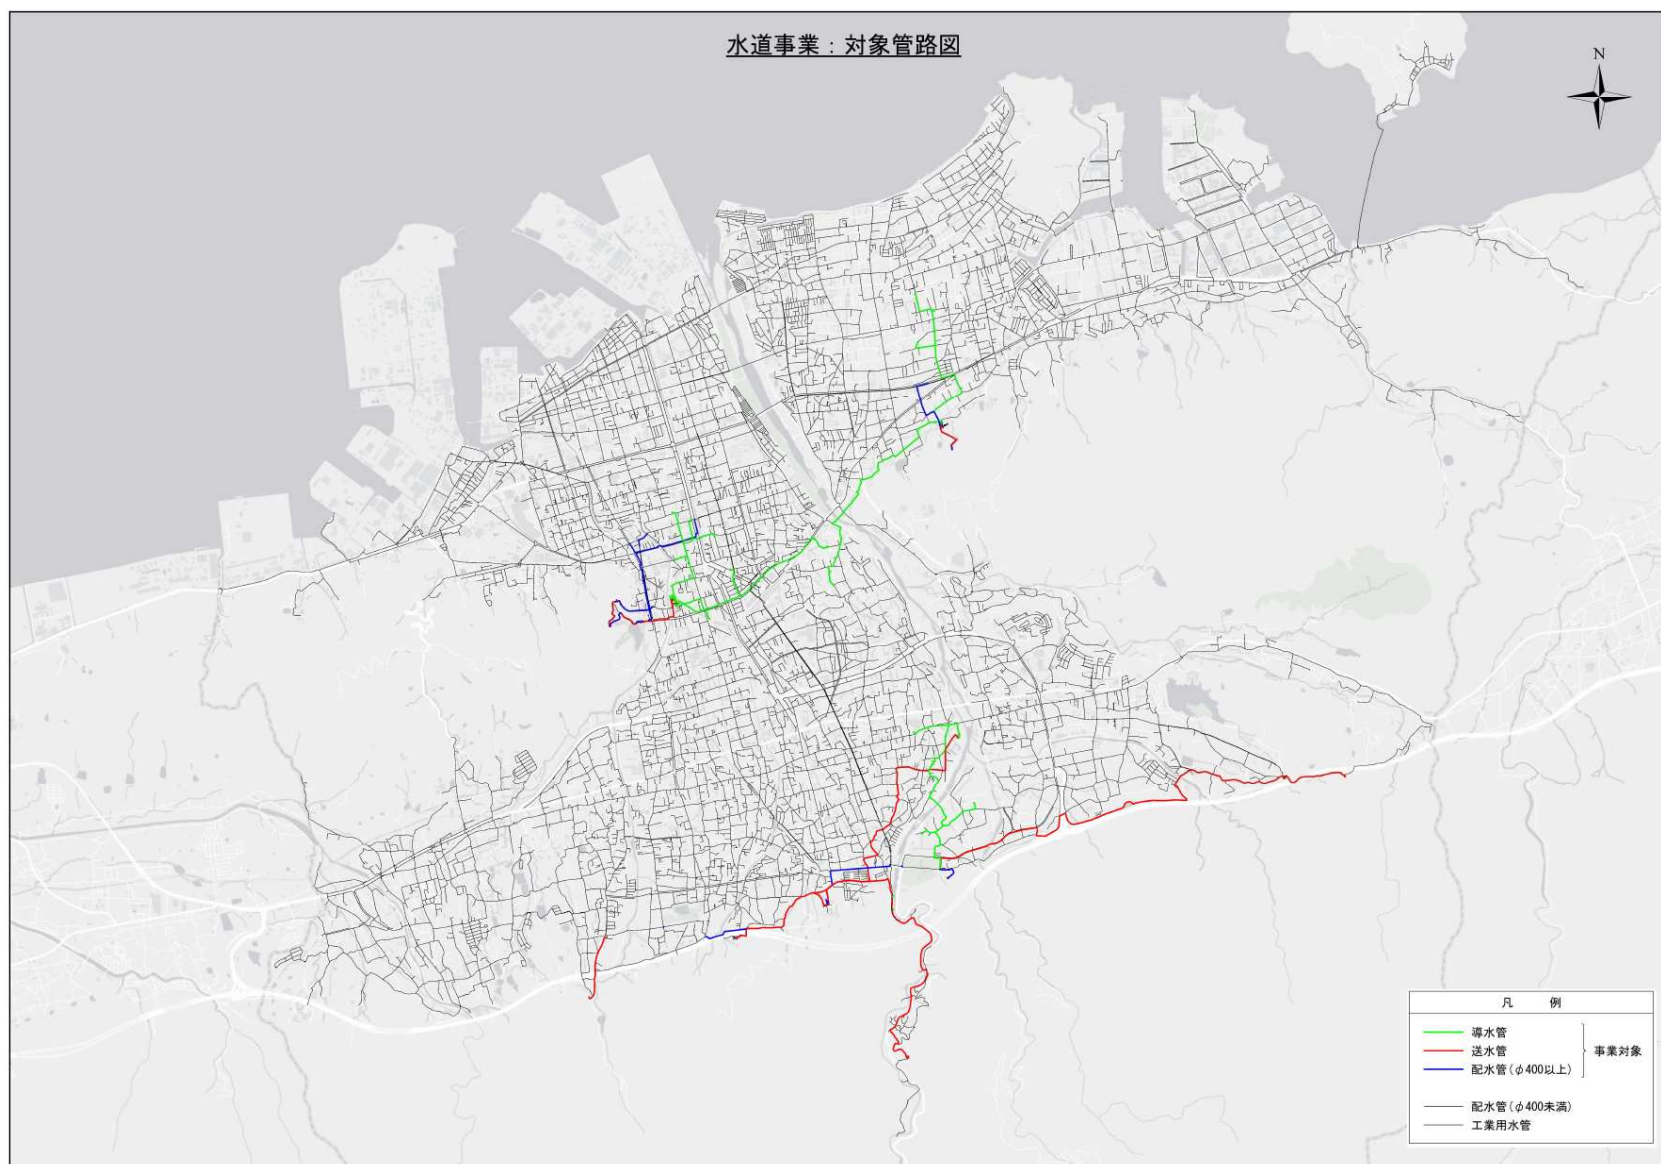 水道事業：対象管路図
N
凡 例
導水管
送水管
事業対象
配水管(φ400以上)
配水管(φ400未満)
工業用水管